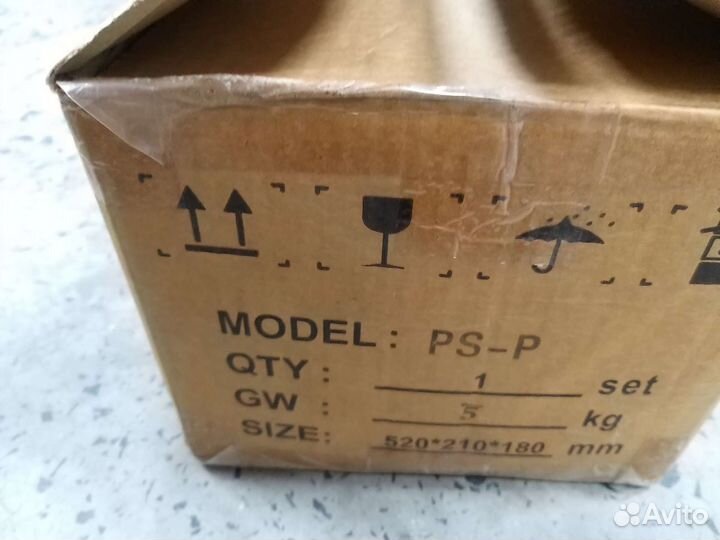 MODEL: PS-P
QTY: 1 set
GW: 5 kg
SIZE: 520*210*180 mm
Avito